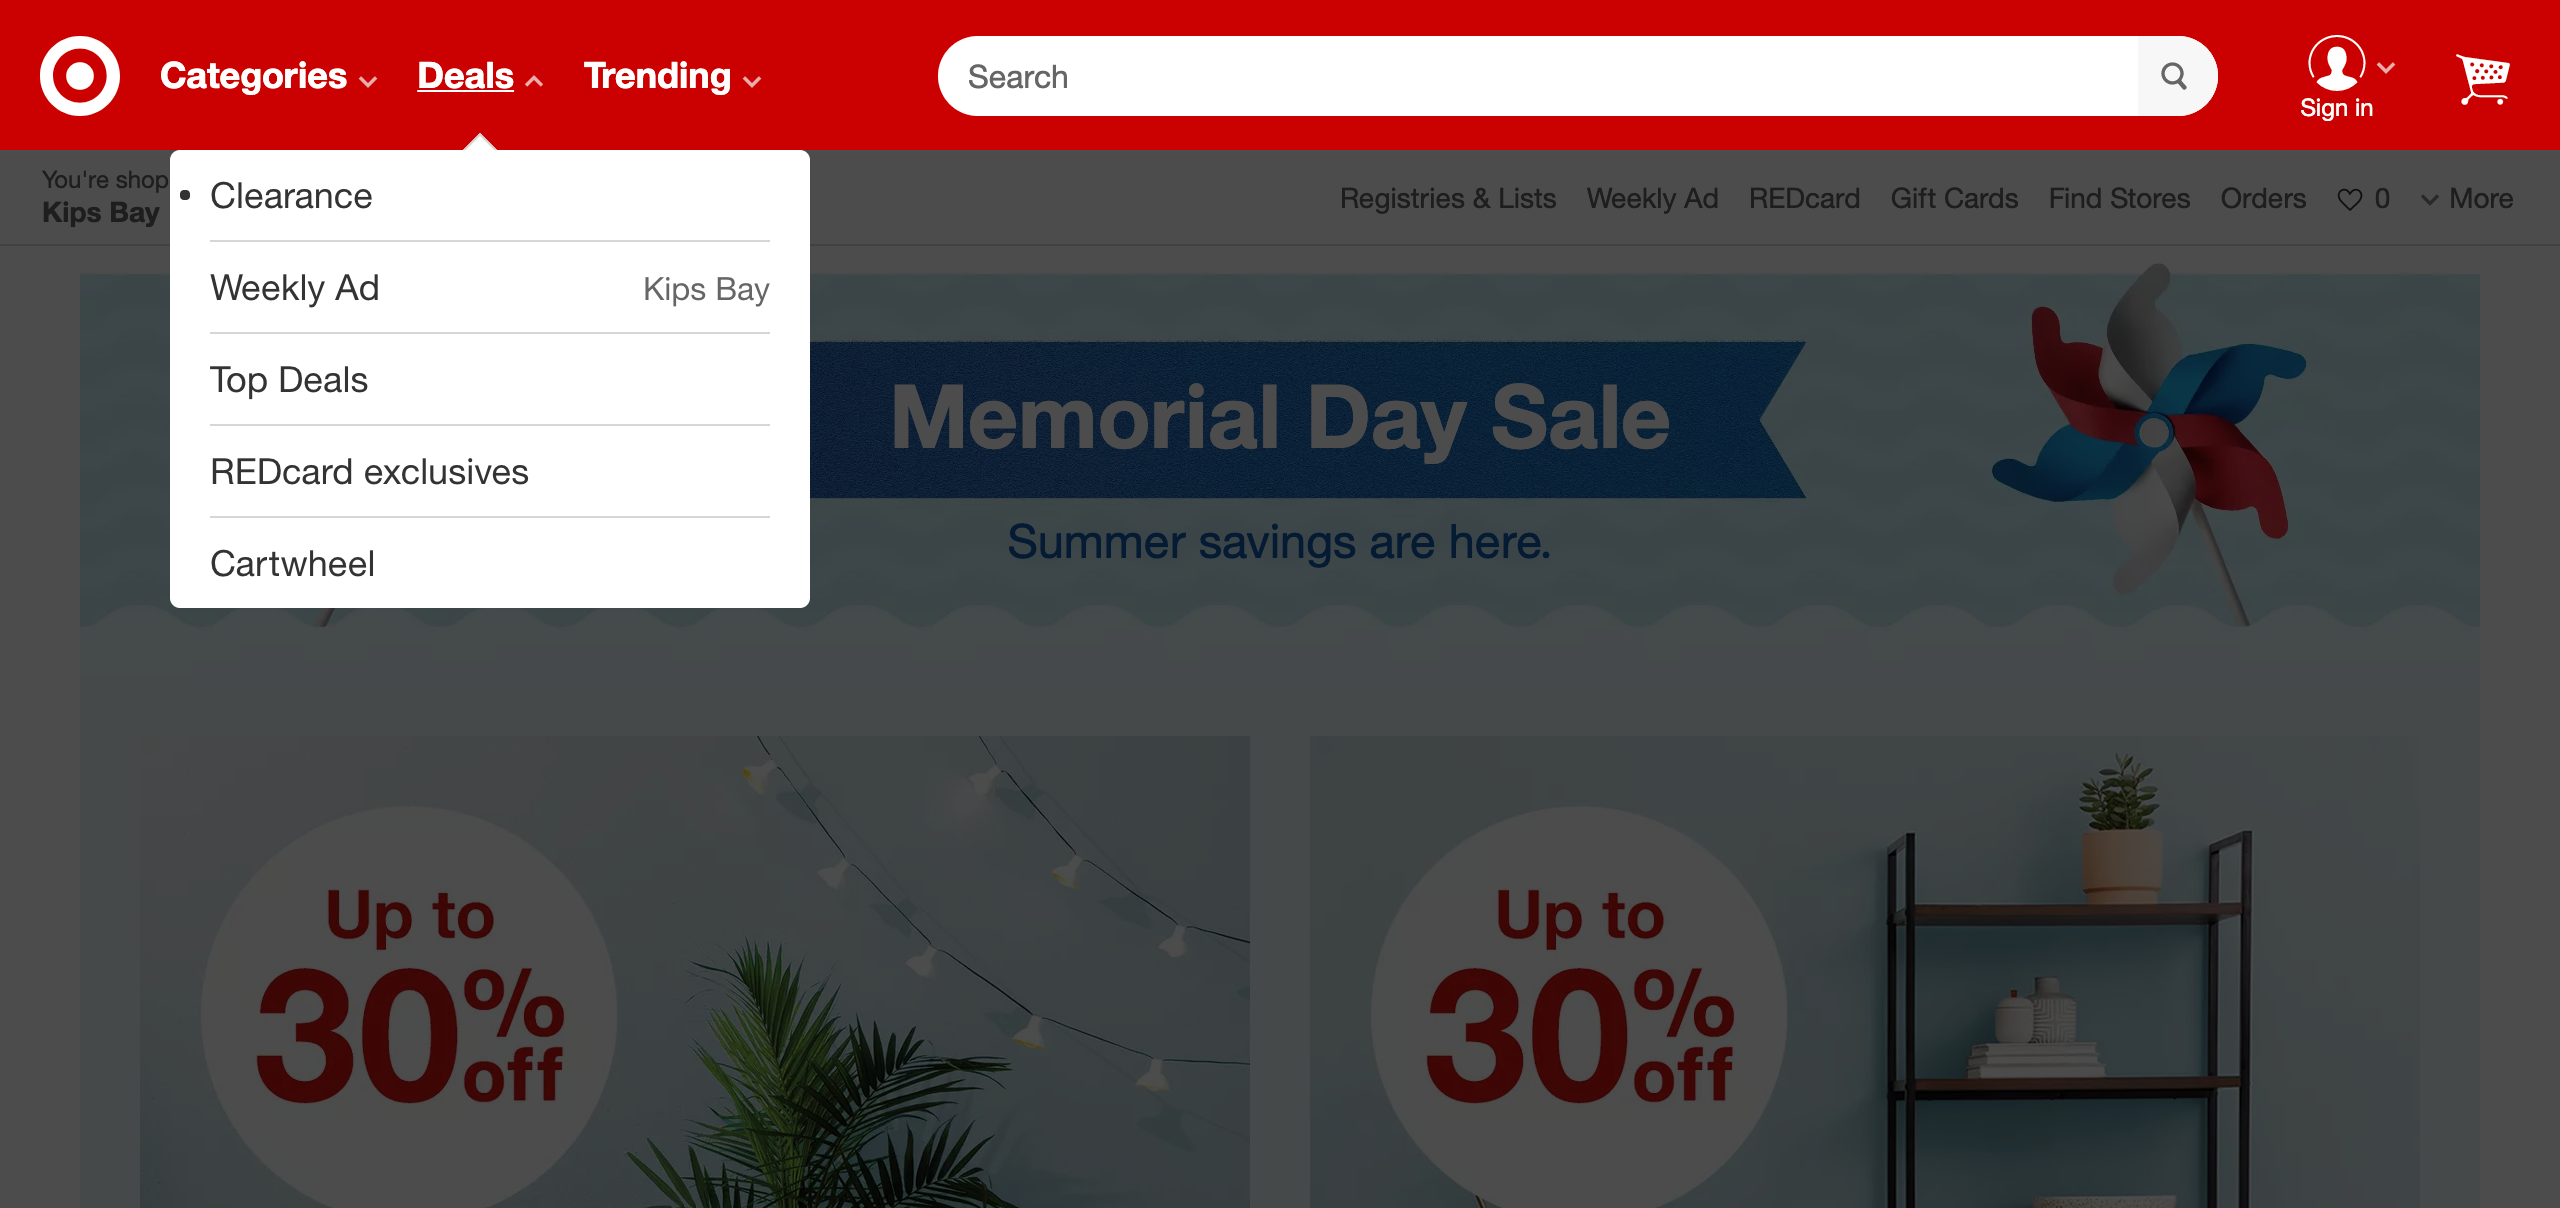 Categories
Deals
Trending
Search
Sign in
You're shop
Kips Bay
Registries & Lists
Weekly Ad
REDcard
Gift Cards
Find Stores
Orders
0
More
Clearance
Weekly Ad
Kips Bay
Top Deals
REDcard exclusives
Cartwheel
Memorial Day Sale
Summer savings are here.
Up to
30%
off
Up to
30%
off